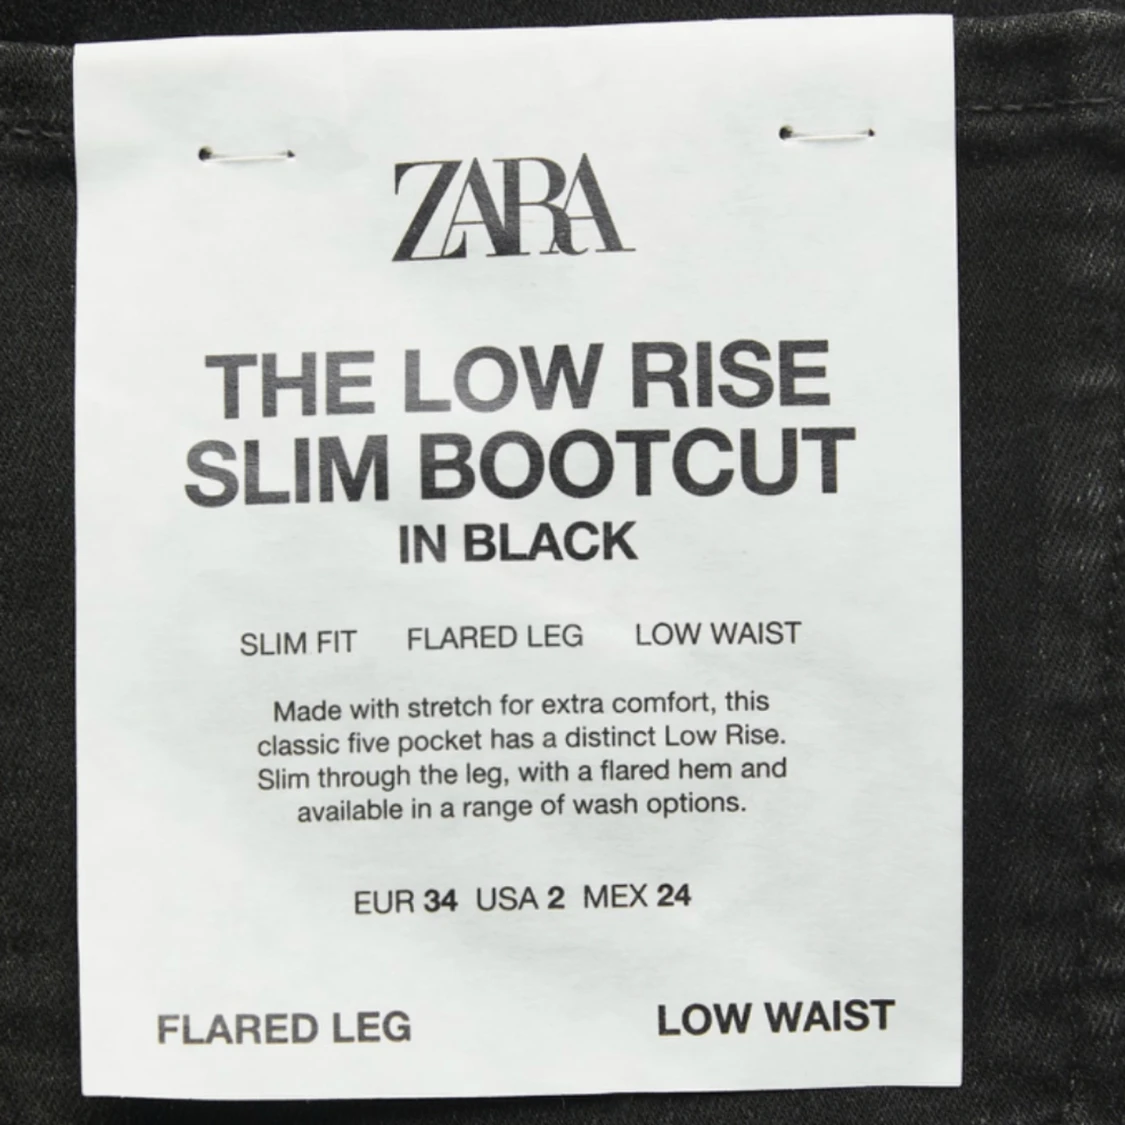 ZARA
THE LOW RISE
SLIM BOOTCUT
IN BLACK
SLIM FIT FLARED LEG LOW WAIST
Made with stretch for extra comfort, this
classic five pocket has a distinct Low Rise.
Slim through the leg, with a flared hem and
available in a range of wash options.
EUR 34 USA 2 MEX 24
FLARED LEG LOW WAIST